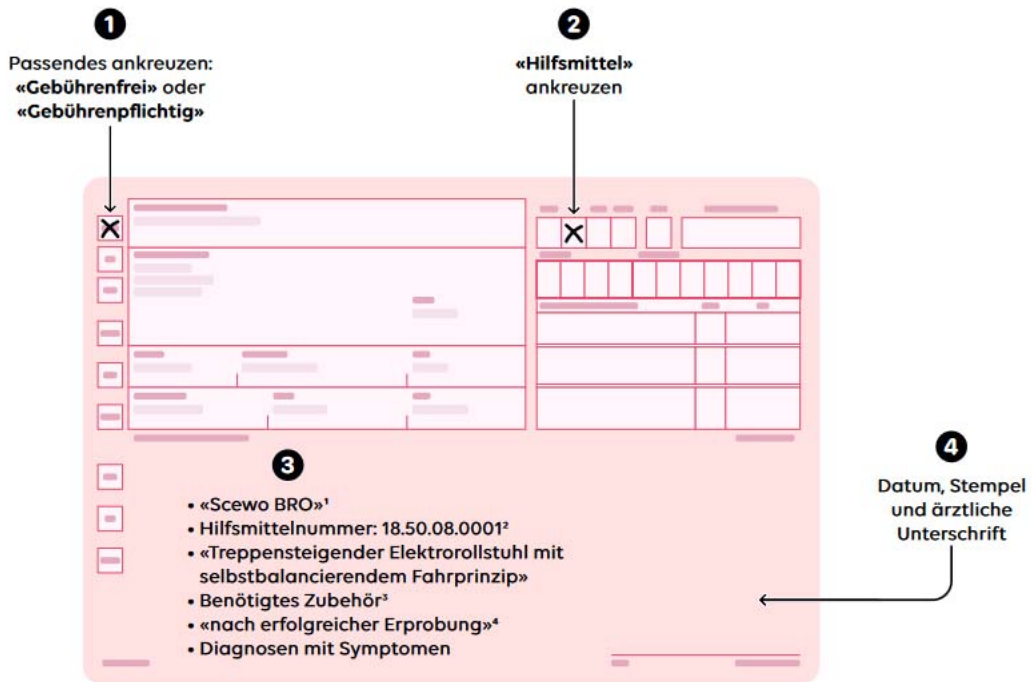 1
Passendes ankreuzen:
«Gebührenfrei» oder
«Gebührenpflichtig»
2
«Hilfsmittel»
ankreuzen
3
• «Scewo BRO»¹
• Hilfsmittelnummer: 18.50.08.0001²
• «Treppensteigender Elektrorollstuhl mit
selbstbalancierendem Fahrprinzip»
• Benötigtes Zubehör³
• «nach erfolgreicher Erprobung»⁴
• Diagnosen mit Symptomen
4
Datum, Stempel
und ärztliche
Unterschrift